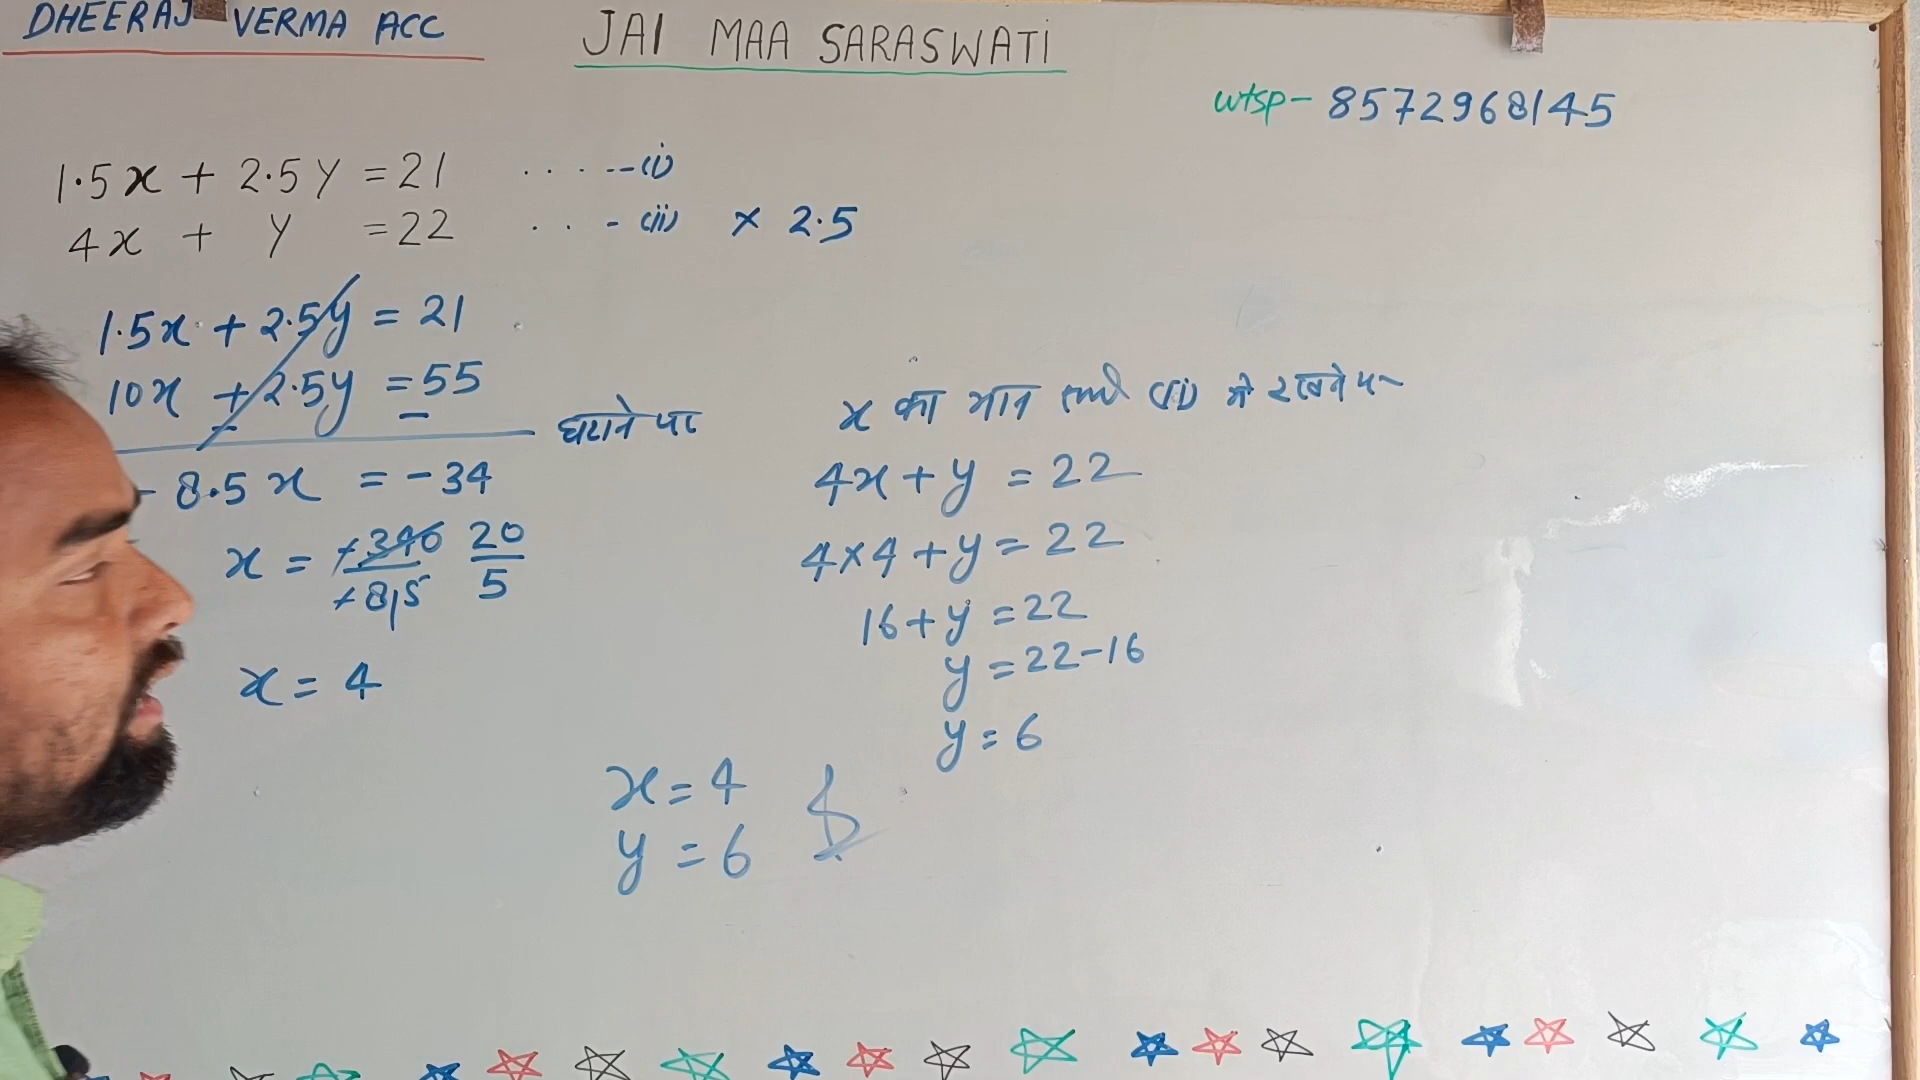 DHEERAJ VERMA ACC
JAI MAA SARASWATI
wtsp- 8572968145
1.5x + 2.5y = 21 .....--(i)
4x + y = 22 ...-(ii) × 2.5
1.5x + 2.5y = 21
10x + 2.5y = 55
- - घटाने पर
- 8.5x = -34
x = -340 20
-8.5 5
x = 4
x का मान समी (ii) मे रखने पर
4x + y = 22
4×4 + y = 22
16 + y = 22
y = 22-16
y = 6
x = 4
y = 6